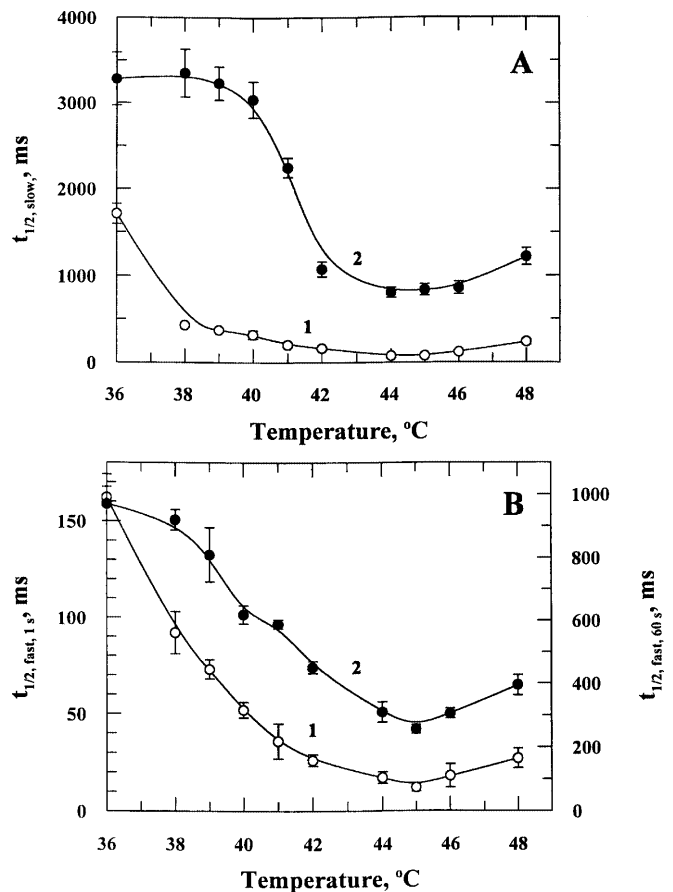 4000
A
3000
2000
1000
0
t1/2, slow, , ms
2
1
36 38 40 42 44 46 48
Temperature, ºC
B
150
100
50
0
t1/2, fast, 1 s, ms
1000
800
600
400
200
0
t1/2, fast, 60 s, ms
2
1
36 38 40 42 44 46 48
Temperature, ºC